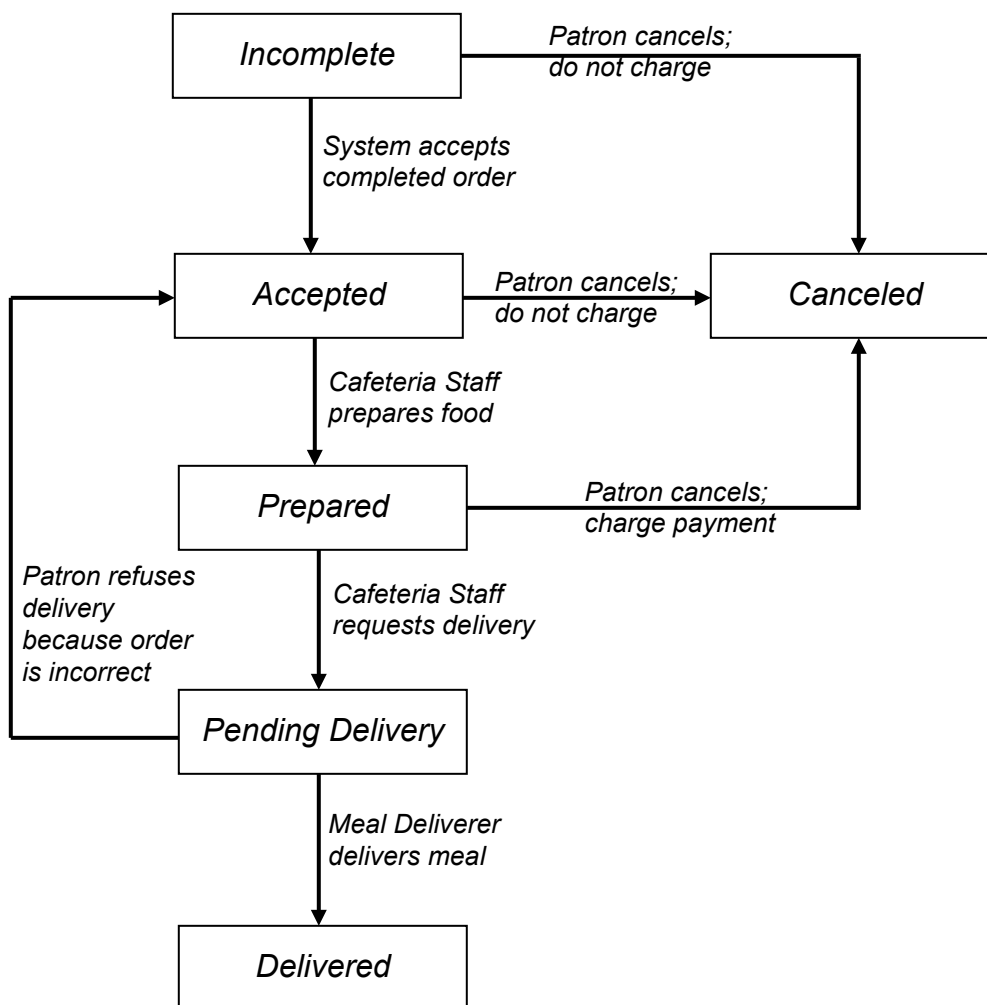 Incomplete
Patron cancels;
do not charge
System accepts
completed order
Accepted
Patron cancels;
do not charge
Canceled
Cafeteria Staff
prepares food
Prepared
Patron cancels;
charge payment
Patron refuses
delivery
because order
is incorrect
Cafeteria Staff
requests delivery
Pending Delivery
Meal Deliverer
delivers meal
Delivered